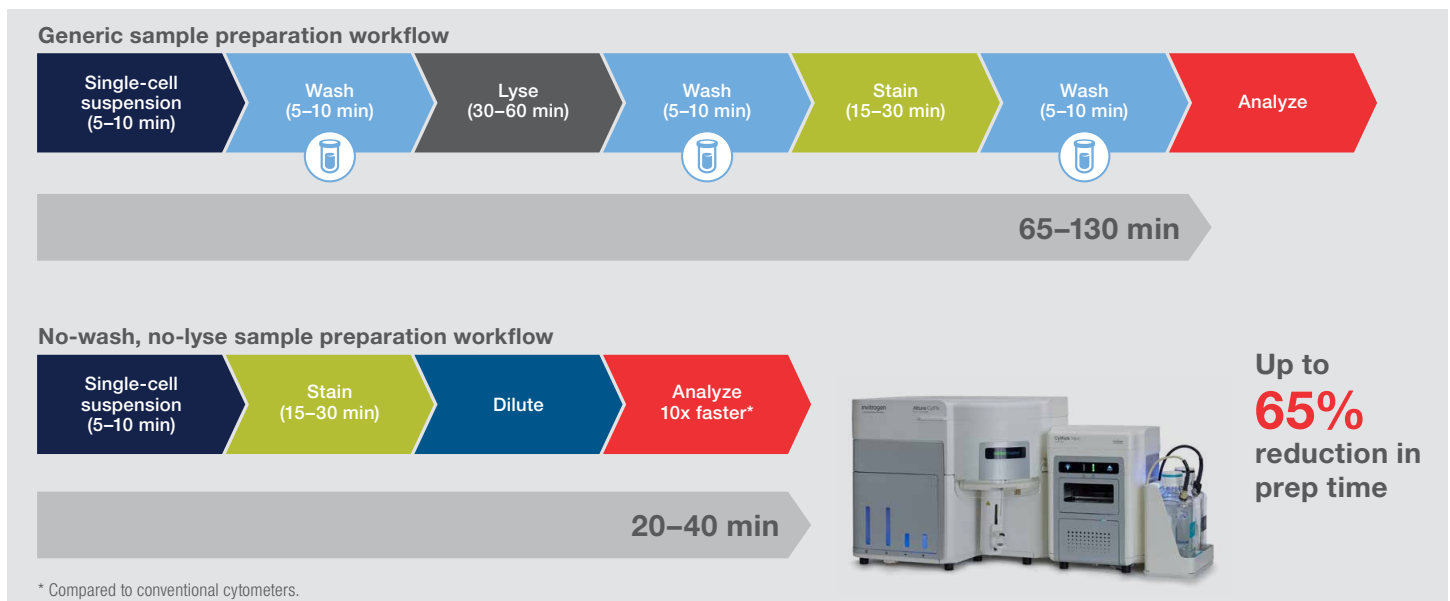 Generic sample preparation workflow
Single-cell
suspension
(5–10 min)
Wash
(5–10 min)
Lyse
(30–60 min)
Wash
(5–10 min)
Stain
(15–30 min)
Wash
(5–10 min)
Analyze
65–130 min
No-wash, no-lyse sample preparation workflow
Single-cell
suspension
(5–10 min)
Stain
(15–30 min)
Dilute
Analyze
10x faster*
20–40 min
invitrogen
Attune CytPix
Up to
65%
reduction in
prep time
* Compared to conventional cytometers.